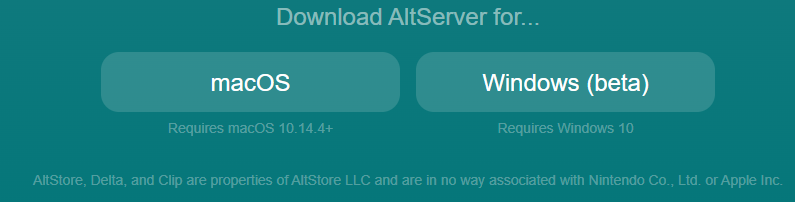 Download AltServer for...
macOS
Windows (beta)
Requires macOS 10.14.4+
Requires Windows 10
AltStore, Delta, and Clip are properties of AltStore LLC and are in no way associated with Nintendo Co., Ltd. or Apple Inc.